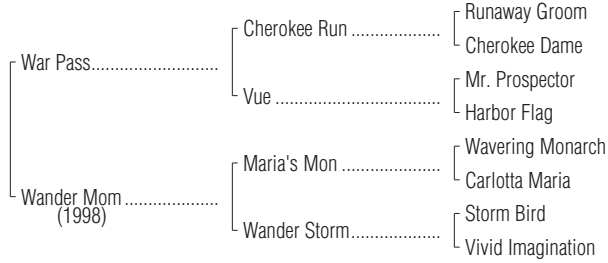 Runaway Groom
Cherokee Run ....................
Cherokee Dame
War Pass............................
Mr. Prospector
Vue .....................................
Harbor Flag
Wavering Monarch
Maria's Mon ......................
Carlotta Maria
Wander Mom .....................
(1998)
Storm Bird
Wander Storm....................
Vivid Imagination